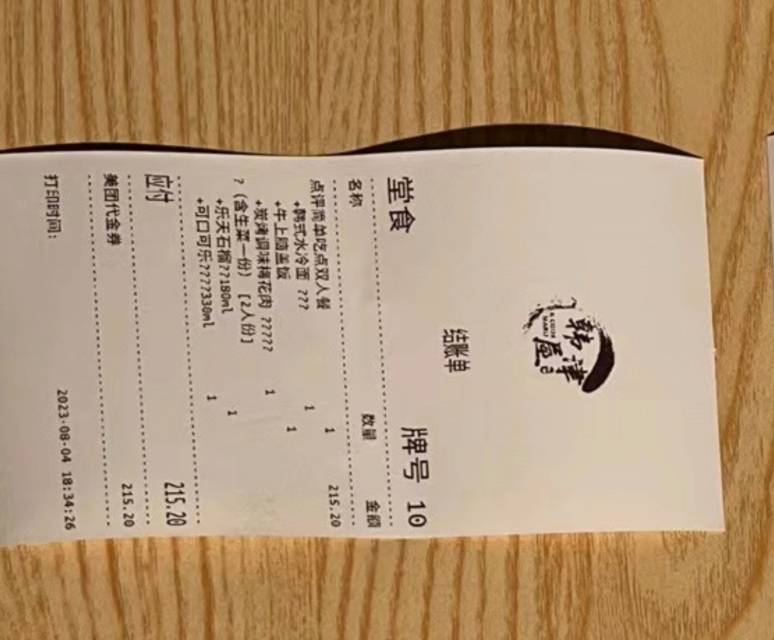 韩津
屋
结账单
堂食 牌号 10
名称 数量 金额
点评简单吃点双人餐 1 215.20
+韩式水冷面 ??? 1
+牛上脑盖饭 1
+炭烤调味梅花肉 ?????
? (含生菜一份) [2人份] 1
+乐天石榴??180ml 1
+可口可乐????330ml 1
应付 215.20
美团代金券 215.20
打印时间: 2023-08-04 18:34:26